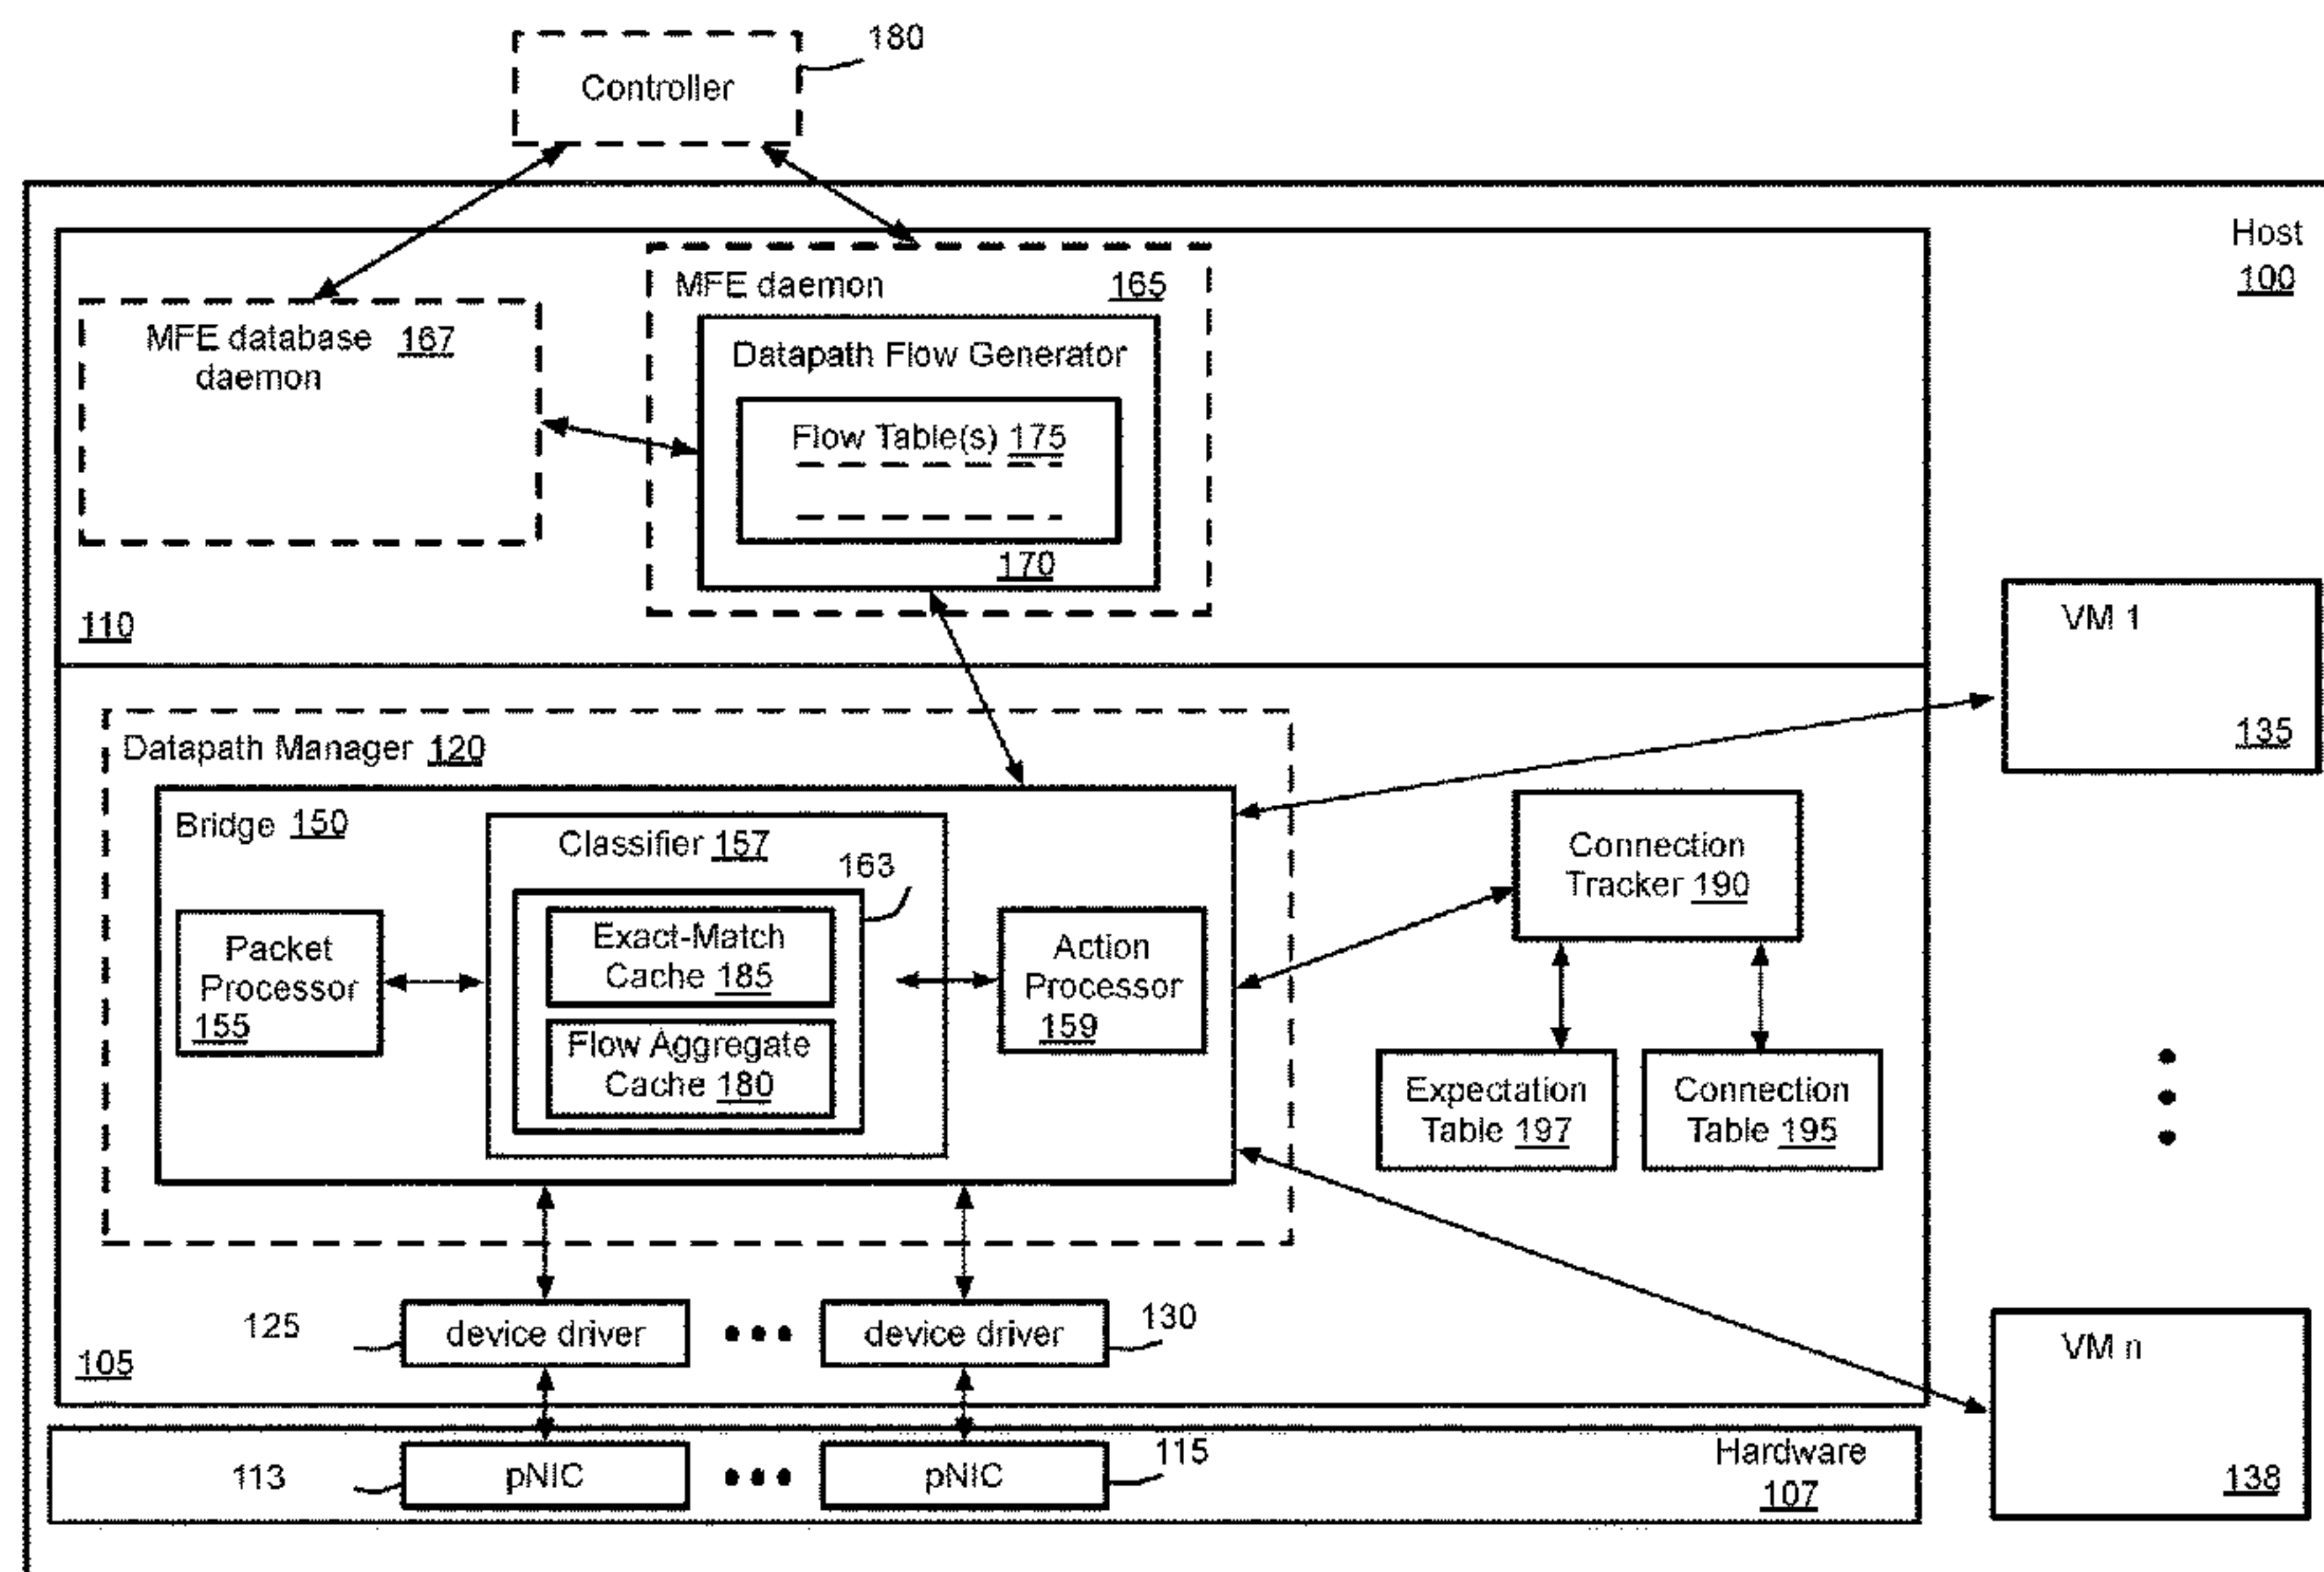 180
Controller
Host
100
MFE daemon 165
MFE database 167
daemon
Datapath Flow Generator
Flow Table(s) 175
170
110
VM 1
135
Datapath Manager 120
Bridge 150
Classifier 157
163
Exact-Match
Cache 185
Flow Aggregate
Cache 180
Packet
Processor
155
Action
Processor
159
Connection
Tracker 190
Expectation
Table 197
Connection
Table 195
125
device driver
device driver
130
105
VM n
138
113
pNIC
pNIC
115
Hardware
107